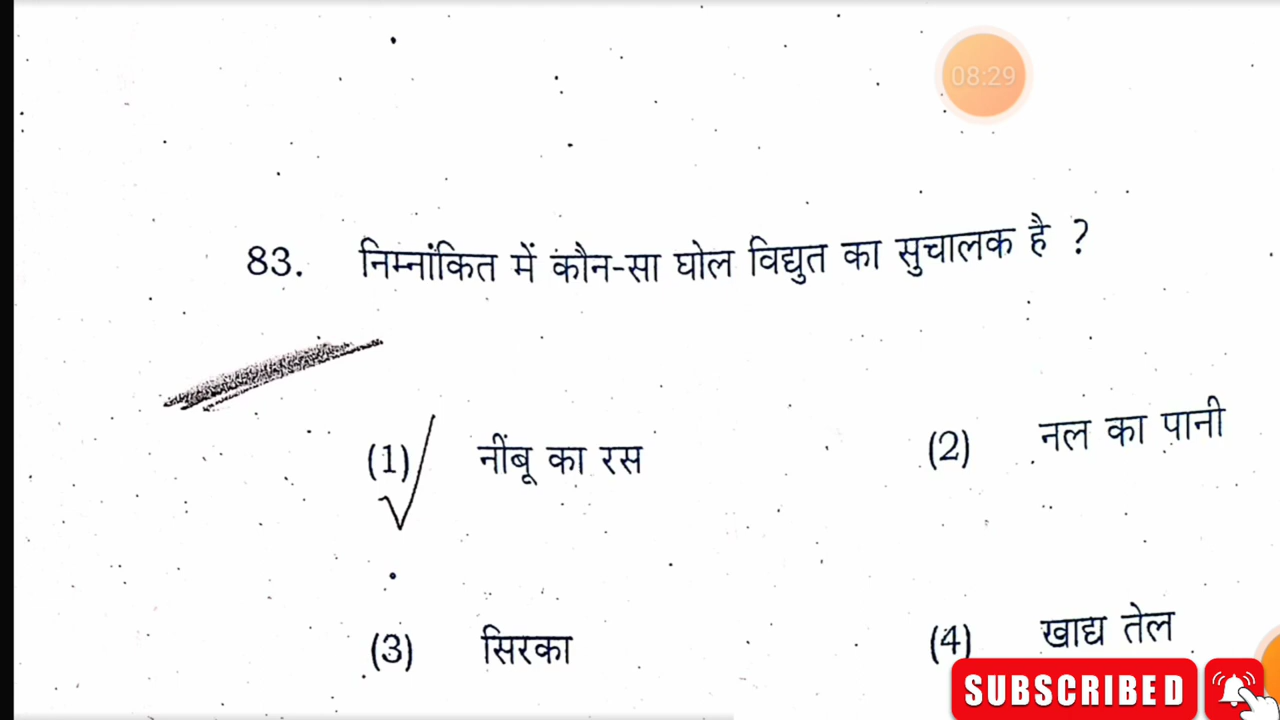 08:29
83. निम्नांकित में कौन-सा घोल विद्युत का सुचालक है ?
(1) नींबू का रस
(2) नल का पानी
(3) सिरका
(4) खाद्य तेल
SUBSCRIBED